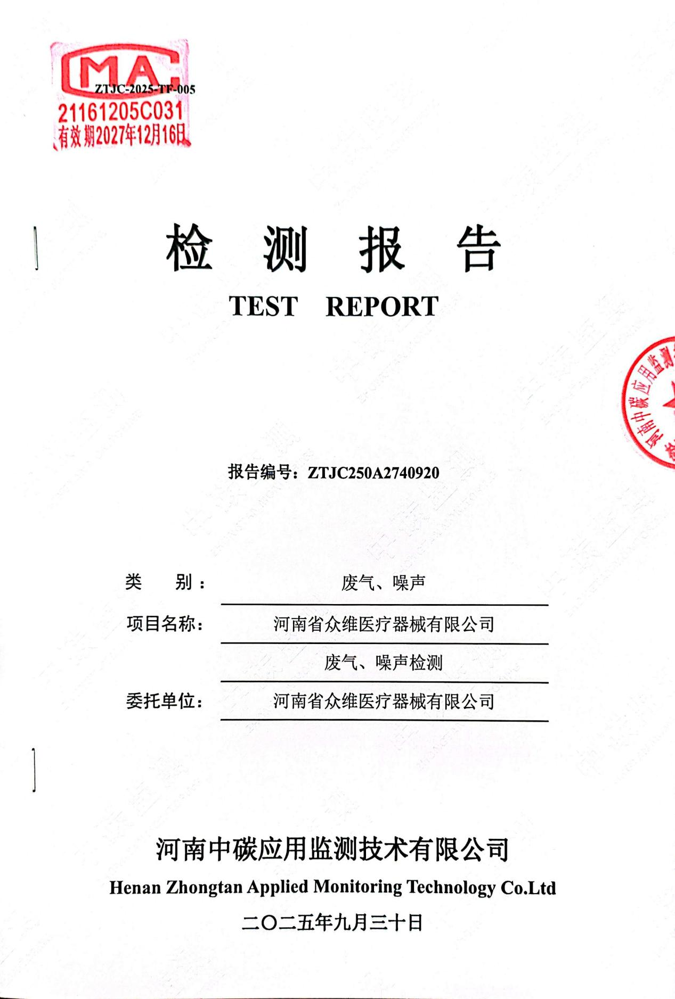 CMA
ZTJC-2025-TF-005
21161205C031
有效期2027年12月16日
检测报告
TEST REPORT
河南中碳应用监测
检
报告编号：ZTJC250A2740920
类 别：废气、噪声
项目名称：河南省众维医疗器械有限公司
废气、噪声检测
委托单位：河南省众维医疗器械有限公司
河南中碳应用监测技术有限公司
Henan Zhongtan Applied Monitoring Technology Co.Ltd
二〇二五年九月三十日